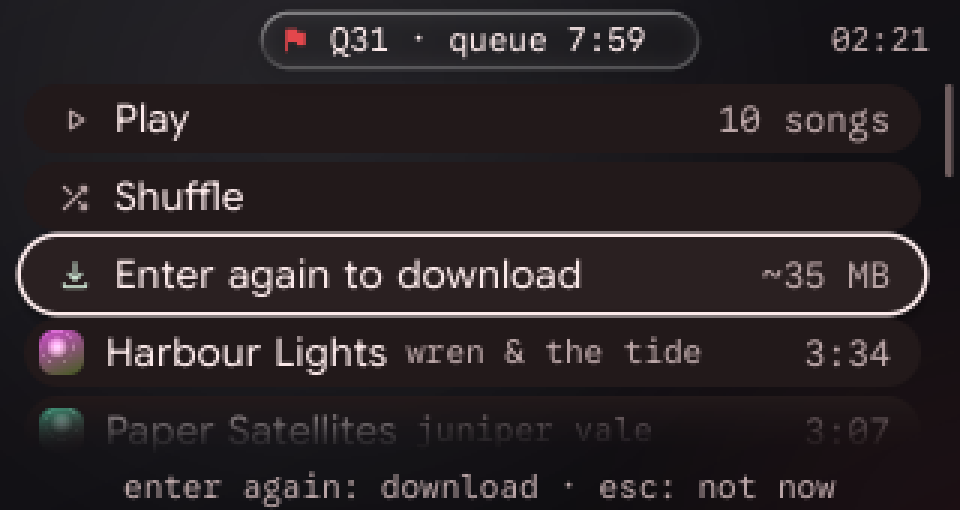 Q31 · queue 7:59 02:21
Play 10 songs
Shuffle
Enter again to download ~35 MB
Harbour Lights wren & the tide 3:34
Paper Satellites juniper vale 3:07
enter again: download · esc: not now